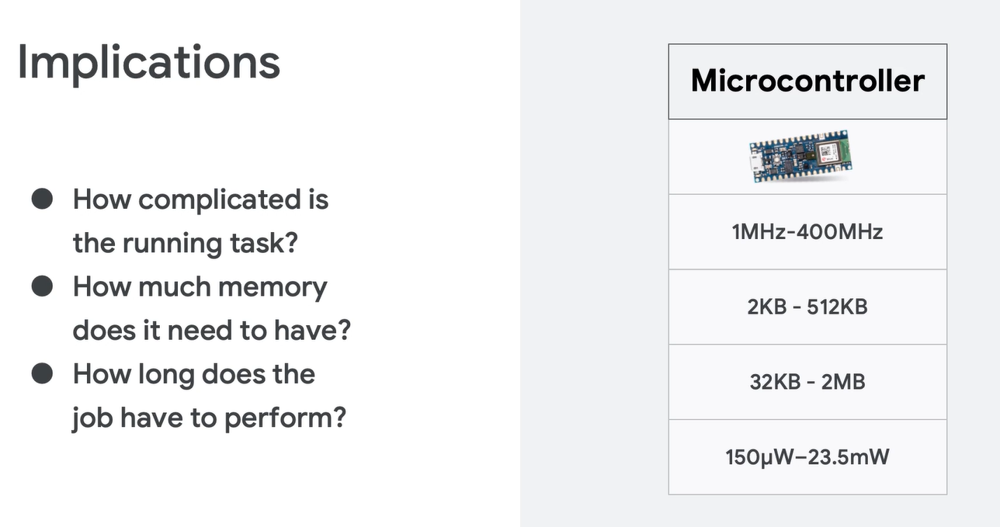 Implications
How complicated is
the running task?
How much memory
does it need to have?
How long does the
job have to perform?
Microcontroller
1MHz-400MHz
2KB - 512KB
32KB - 2MB
150µW–23.5mW